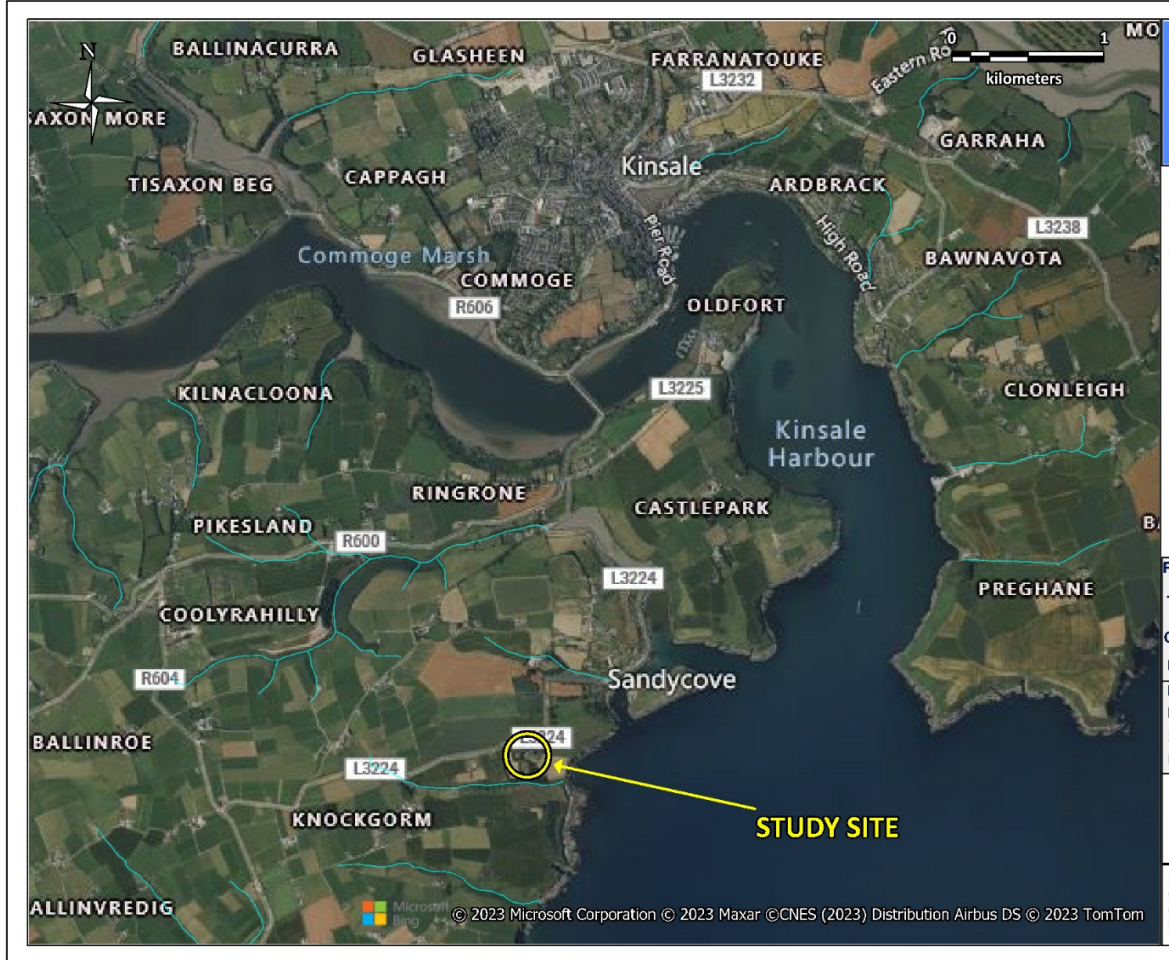 N
BALLINACURRA
GLASHEEN
FARRANATOUKE
0
1
kilometers
MO
L3232
Eastern Ro
SAXON MORE
GARRAHA
TISAXON BEG
CAPPAGH
Kinsale
ARDBRACK
Pier Road
High Road
L3238
Commoge Marsh
COMMOGE
BAWNAVOTA
R606
OLDFORT
KILNACLOONA
L3225
CLONLEIGH
Kinsale
Harbour
RINGRONE
CASTLEPARK
PIKESLAND
R600
L3224
PREGHANE
COOLYRAHILLY
R604
Sandycove
BALLINROE
L3224
L3224
KNOCKGORM
STUDY SITE
ALLINVREDIG
Microsoft
Bing
© 2023 Microsoft Corporation © 2023 Maxar ©CNES (2023) Distribution Airbus DS © 2023 TomTom